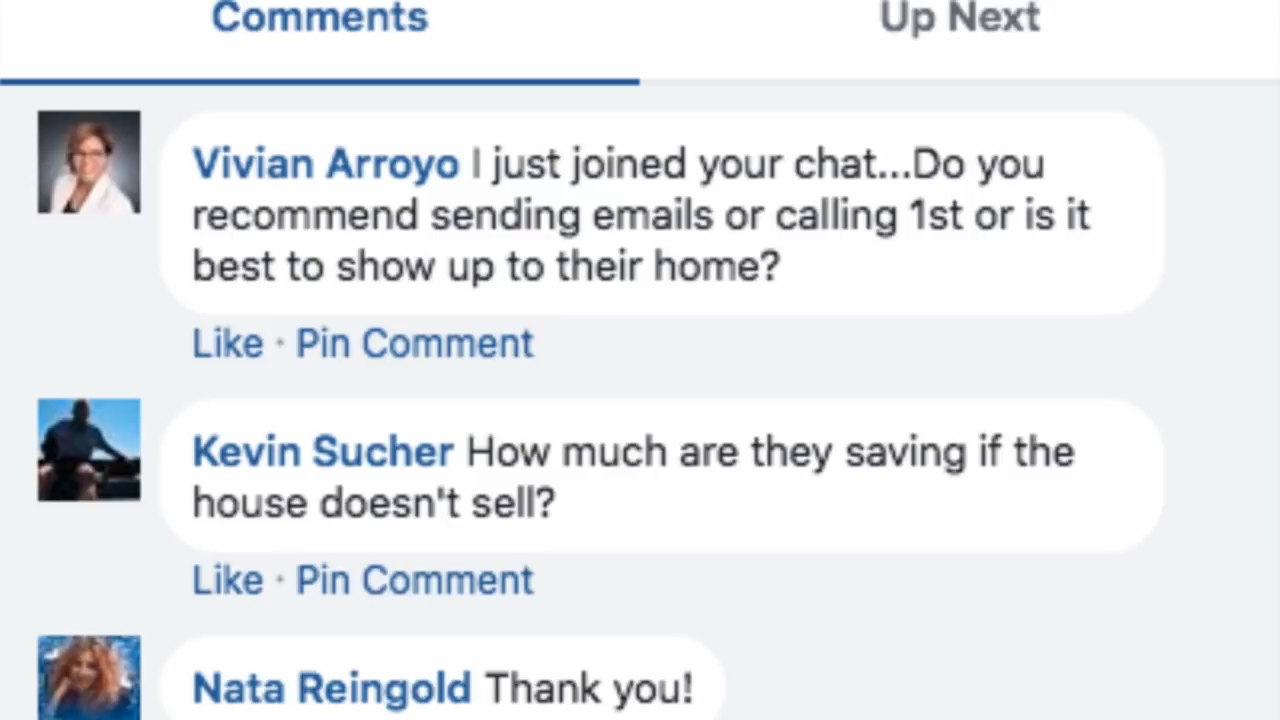 Comments
Up Next
Vivian Arroyo I just joined your chat...Do you
recommend sending emails or calling 1st or is it
best to show up to their home?
Like · Pin Comment
Kevin Sucher How much are they saving if the
house doesn't sell?
Like · Pin Comment
Nata Reingold Thank you!